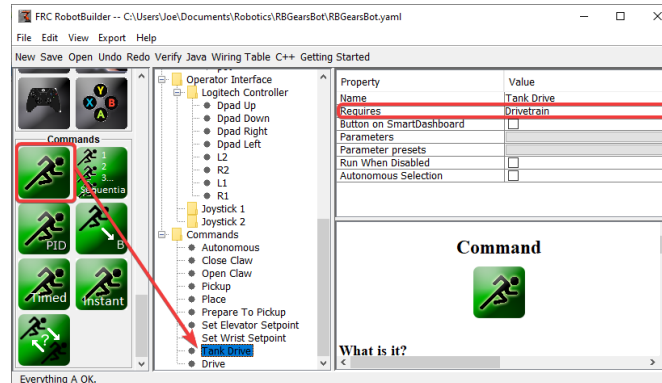 FRC RobotBuilder -- C:\Users\Joe\Documents\Robotics\RBGearsBot\RBGearsBot.yaml
File Edit View Export Help
New Save Open Undo Redo Verify Java Wiring Table C++ Getting Started
Y
X B
A
Commands
1
2
3...
Sequentia
PID
B
Timed
Instant
?
Operator Interface
Logitech Controller
Dpad Up
Dpad Down
Dpad Right
Dpad Left
L2
R2
L1
R1
Joystick 1
Joystick 2
Commands
Autonomous
Close Claw
Open Claw
Pickup
Place
Prepare To Pickup
Set Elevator Setpoint
Set Wrist Setpoint
Tank Drive
Drive
Property Value
Name Tank Drive
Requires Drivetrain
Button on SmartDashboard
Parameters
Parameter presets
Run When Disabled
Autonomous Selection
Command
What is it?
Everything A OK.